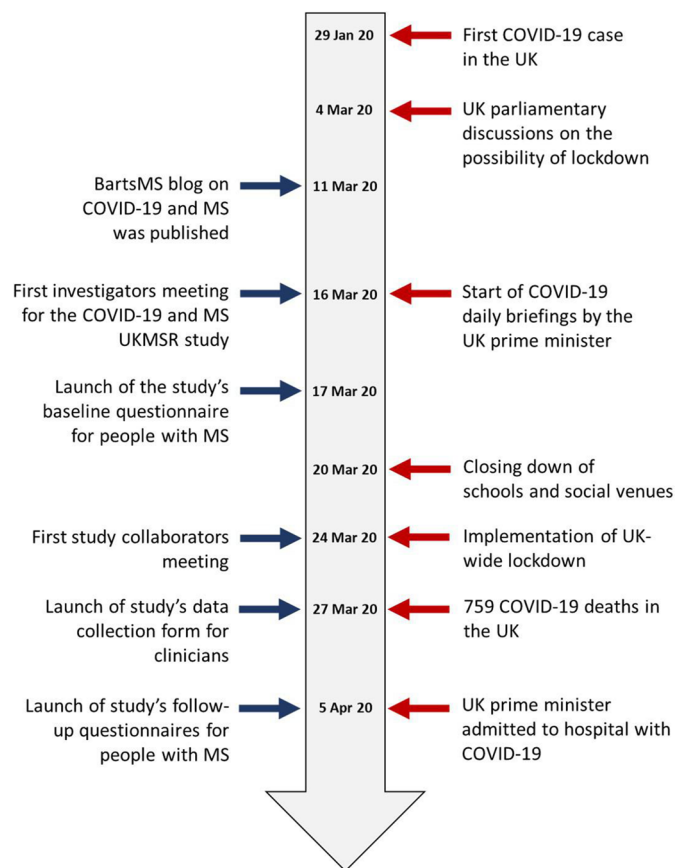 29 Jan 20
First COVID-19 case
in the UK
4 Mar 20
UK parliamentary
discussions on the
possibility of lockdown
BartsMS blog on
COVID-19 and MS
was published
11 Mar 20
First investigators meeting
for the COVID-19 and MS
UKMSR study
16 Mar 20
Start of COVID-19
daily briefings by the
UK prime minister
Launch of the study's
baseline questionnaire
for people with MS
17 Mar 20
20 Mar 20
Closing down of
schools and social venues
First study collaborators
meeting
24 Mar 20
Implementation of UK-
wide lockdown
Launch of study's data
collection form for
clinicians
27 Mar 20
759 COVID-19 deaths in
the UK
Launch of study's follow-
up questionnaires for
people with MS
5 Apr 20
UK prime minister
admitted to hospital with
COVID-19